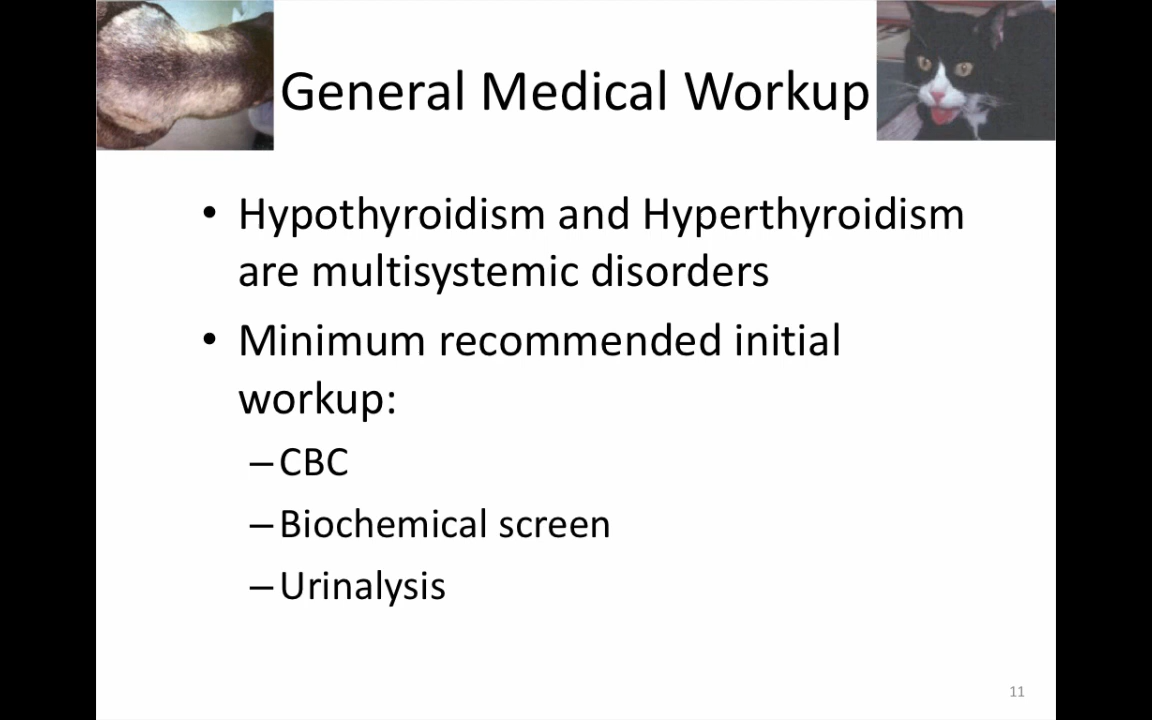 General Medical Workup
• Hypothyroidism and Hyperthyroidism
are multisystemic disorders
• Minimum recommended initial
workup:
–CBC
–Biochemical screen
–Urinalysis
11